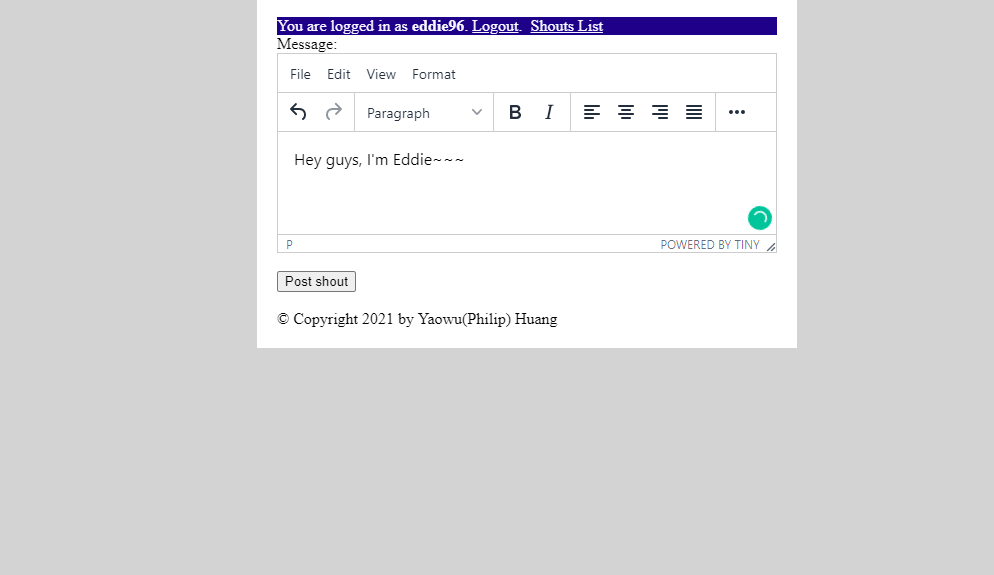 You are logged in as eddie96. Logout.  Shouts List
Message:
File Edit View Format
Paragraph B I
Hey guys, I'm Eddie~~~
P POWERED BY TINY
Post shout
© Copyright 2021 by Yaowu(Philip) Huang